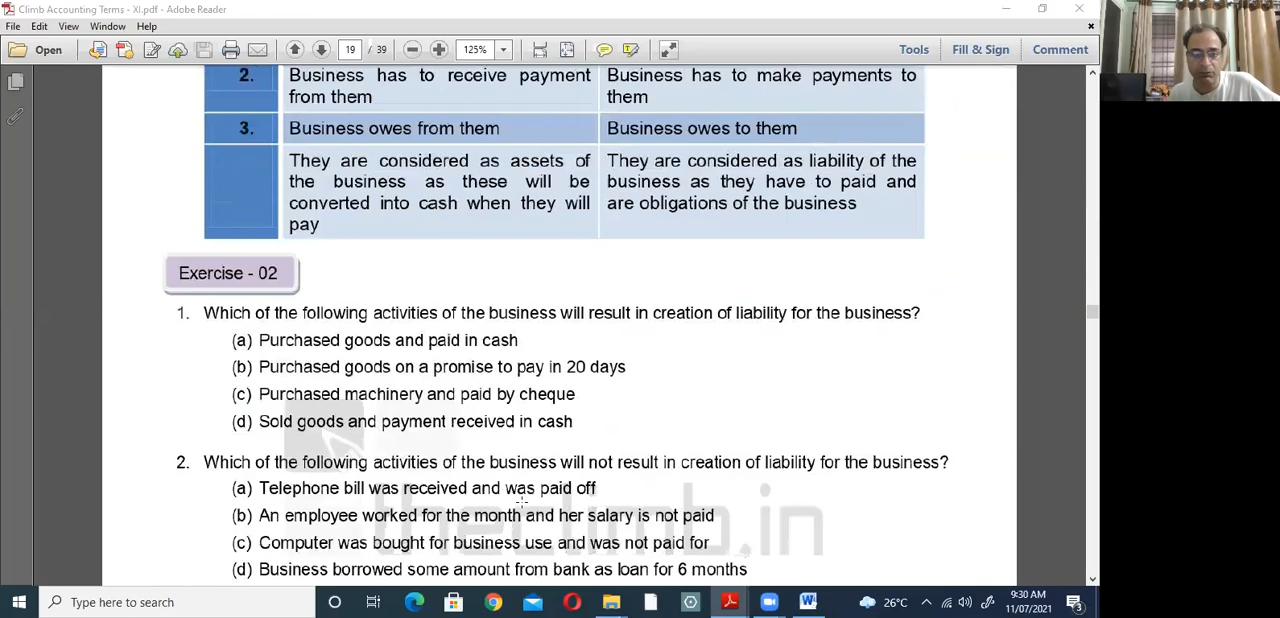 Climb Accounting Terms - XI.pdf - Adobe Reader
File Edit View Window Help
Open 19 / 39 125% Tools Fill & Sign Comment
2. Business has to receive payment from them Business has to make payments to them
3. Business owes from them Business owes to them
They are considered as assets of the business as these will be converted into cash when they will pay They are considered as liability of the business as they have to paid and are obligations of the business
Exercise - 02
1. Which of the following activities of the business will result in creation of liability for the business?
(a) Purchased goods and paid in cash
(b) Purchased goods on a promise to pay in 20 days
(c) Purchased machinery and paid by cheque
(d) Sold goods and payment received in cash
2. Which of the following activities of the business will not result in creation of liability for the business?
(a) Telephone bill was received and was paid off
(b) An employee worked for the month and her salary is not paid
(c) Computer was bought for business use and was not paid for
(d) Business borrowed some amount from bank as loan for 6 months
theclimb.in
Type here to search 26°C 9:30 AM
11/07/2021 3